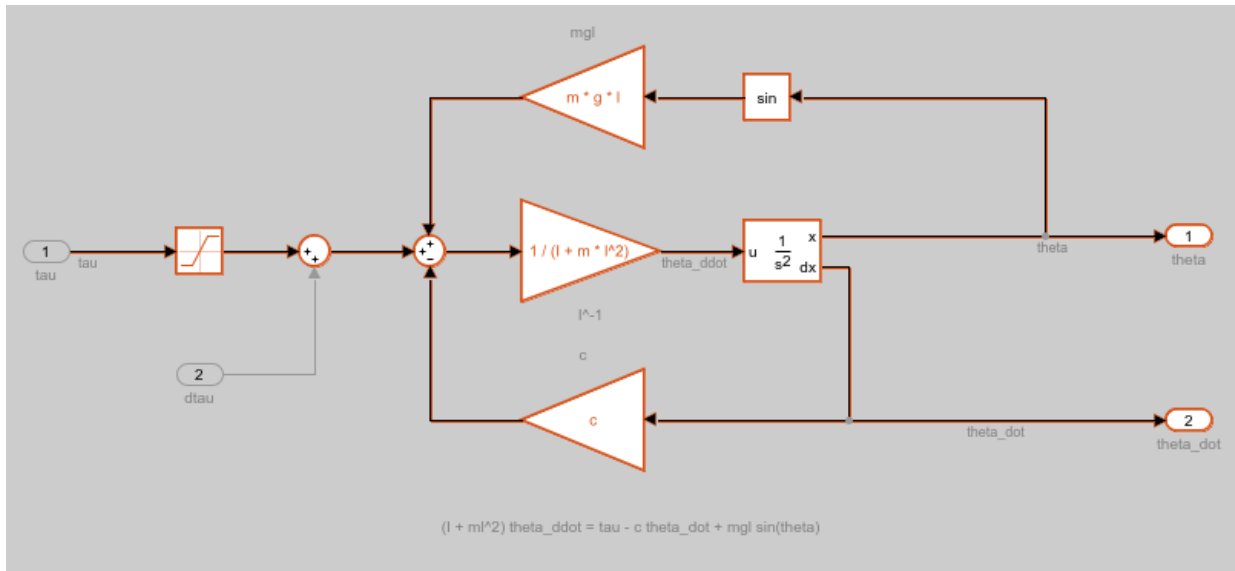 mgl
m * g * l
sin
1
tau
tau
+
+
+
+
−
1 / (I + m * l^2)
I^-1
theta_ddot
u
1
s2
x
dx
theta
1
theta
2
dtau
c
c
theta_dot
2
theta_dot
(I + ml^2) theta_ddot = tau - c theta_dot + mgl sin(theta)